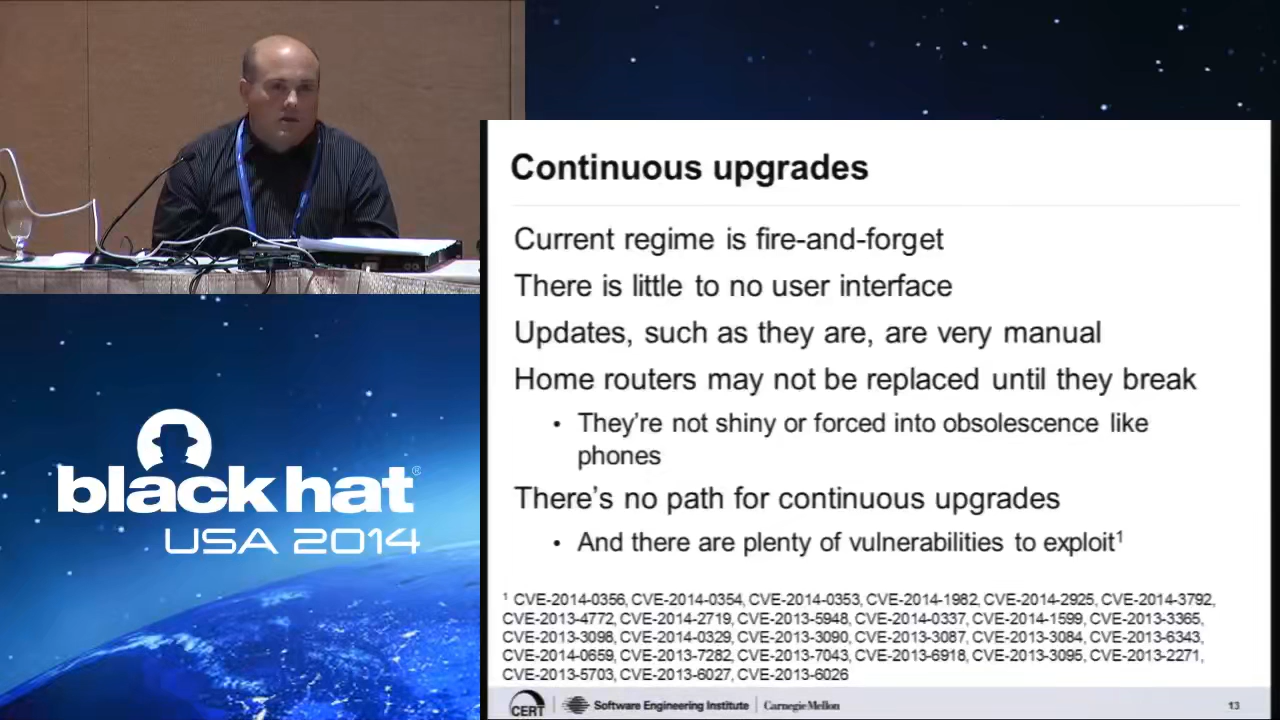 Continuous upgrades
Current regime is fire-and-forget
There is little to no user interface
Updates, such as they are, are very manual
Home routers may not be replaced until they break
• They're not shiny or forced into obsolescence like
phones
There's no path for continuous upgrades
• And there are plenty of vulnerabilities to exploit¹
¹ CVE-2014-0356, CVE-2014-0354, CVE-2014-0353, CVE-2014-1982, CVE-2014-2925, CVE-2014-3792,
CVE-2013-4772, CVE-2014-2719, CVE-2013-5948, CVE-2014-0337, CVE-2014-1599, CVE-2013-3365,
CVE-2013-3098, CVE-2014-0329, CVE-2013-3090, CVE-2013-3087, CVE-2013-3084, CVE-2013-6343,
CVE-2014-0659, CVE-2013-7282, CVE-2013-7043, CVE-2013-6918, CVE-2013-3095, CVE-2013-2271,
CVE-2013-5703, CVE-2013-6027, CVE-2013-6026
CERT | Software Engineering Institute | Carnegie Mellon 13
black hat®
USA 2014